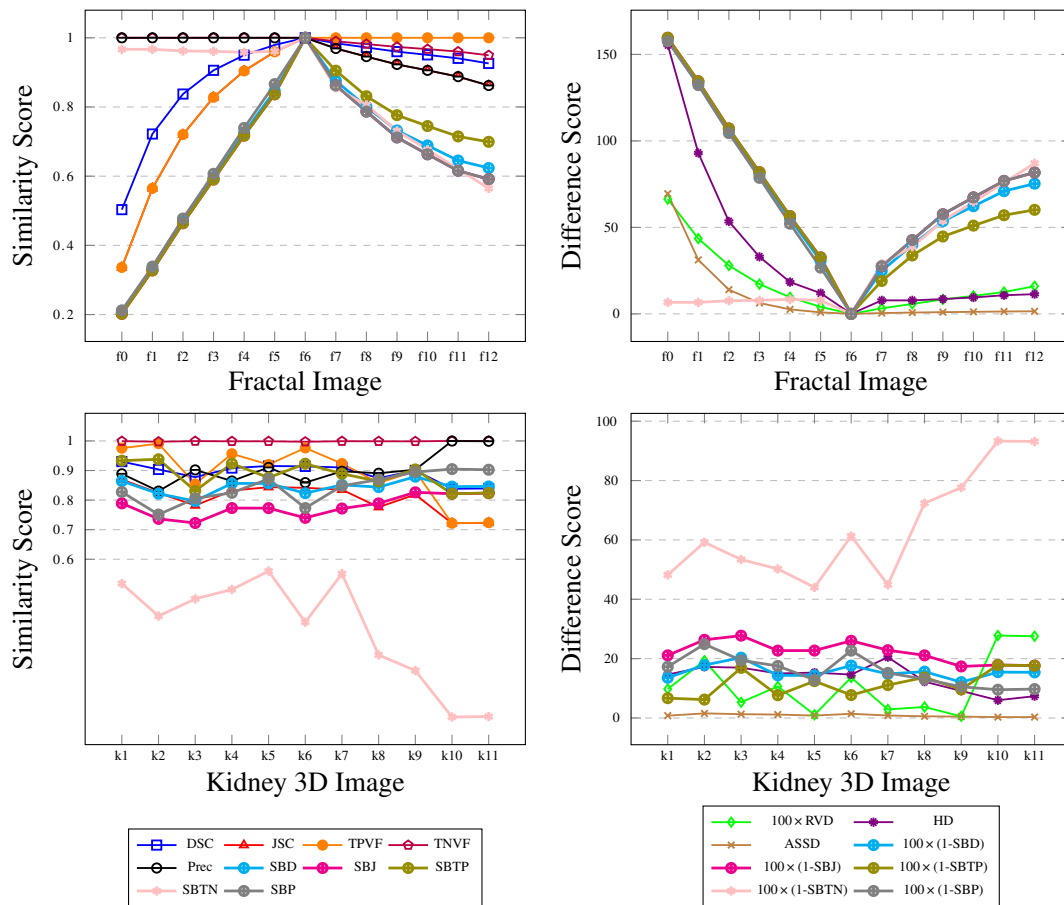 1
0.8
0.6
0.4
0.2
Similarity Score
f0 f1 f2 f3 f4 f5 f6 f7 f8 f9 f10 f11 f12
Fractal Image
150
100
50
0
Difference Score
f0 f1 f2 f3 f4 f5 f6 f7 f8 f9 f10 f11 f12
Fractal Image
1
0.9
0.8
0.7
0.6
Similarity Score
k1 k2 k3 k4 k5 k6 k7 k8 k9 k10 k11
Kidney 3D Image
100
80
60
40
20
0
Difference Score
k1 k2 k3 k4 k5 k6 k7 k8 k9 k10 k11
Kidney 3D Image
DSC JSC TPVF TNVF
Prec SBD SBJ SBTP
SBTN SBP
100×RVD HD
ASSD 100×(1-SBD)
100×(1-SBJ) 100×(1-SBTP)
100×(1-SBTN) 100×(1-SBP)